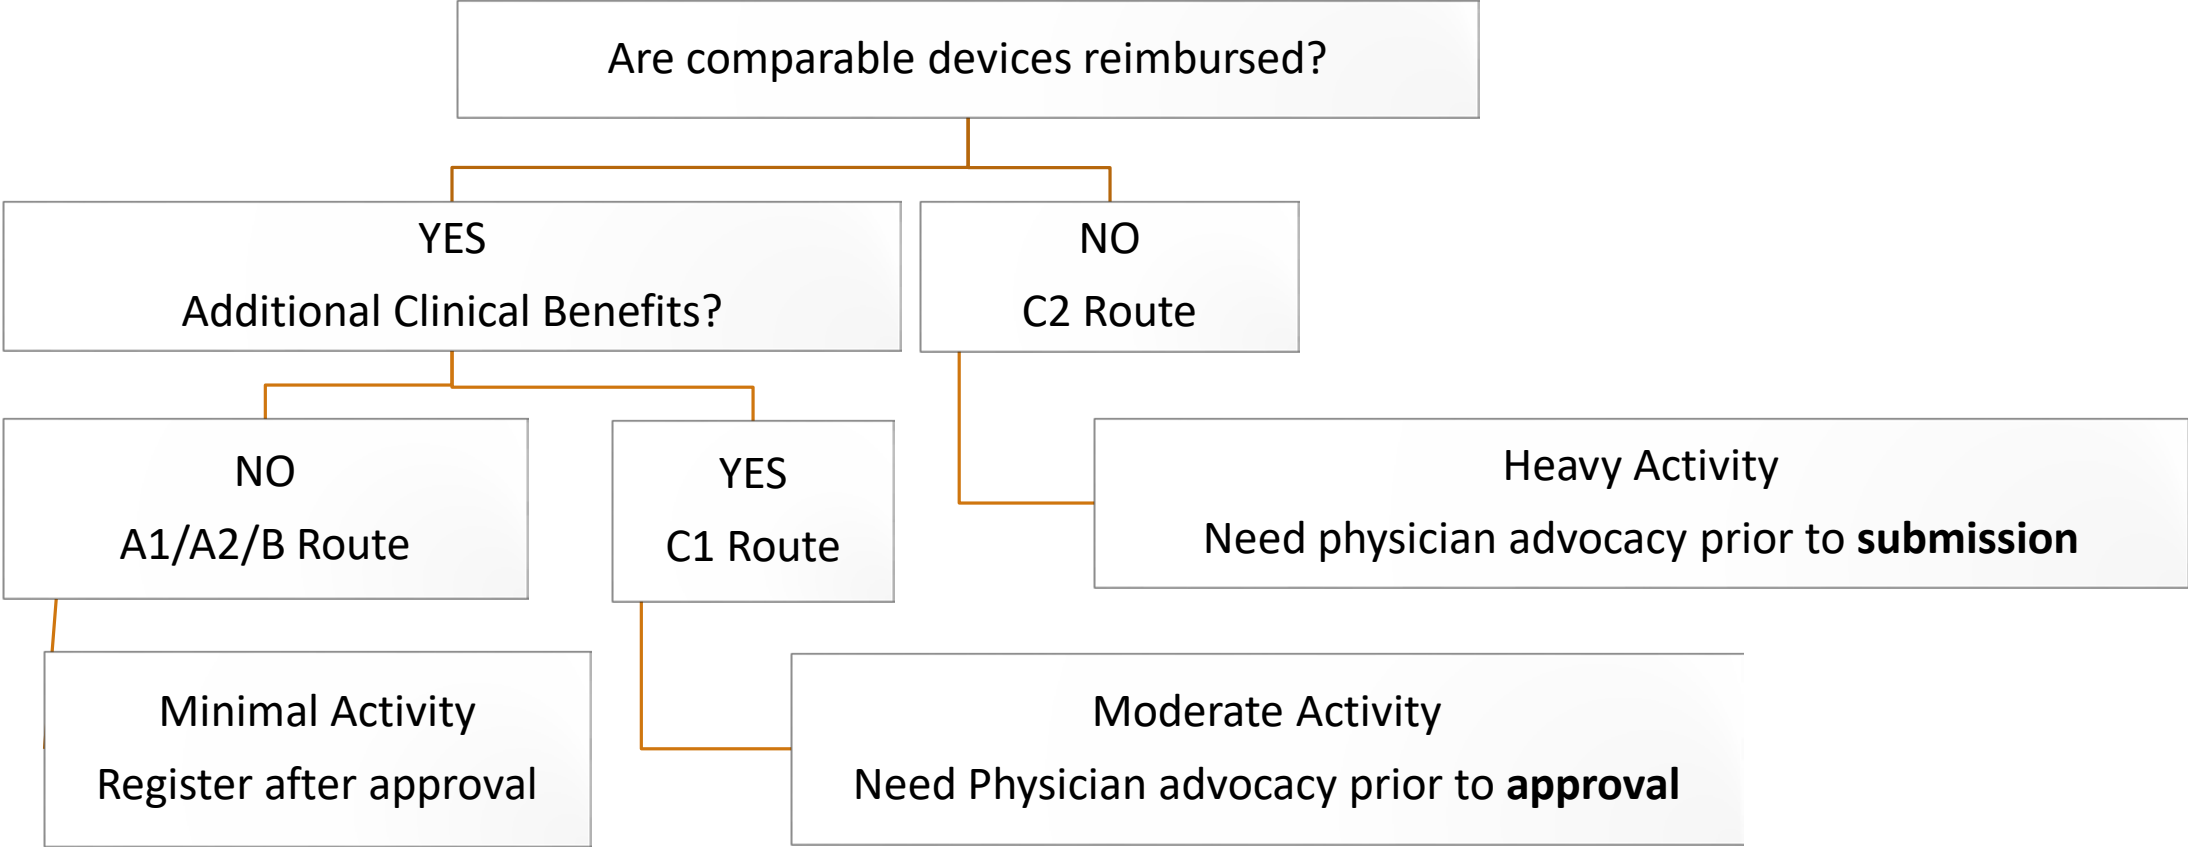 Are comparable devices reimbursed?
YES
Additional Clinical Benefits?
NO
C2 Route
NO
A1/A2/B Route
YES
C1 Route
Heavy Activity
Need physician advocacy prior to submission
Minimal Activity
Register after approval
Moderate Activity
Need Physician advocacy prior to approval